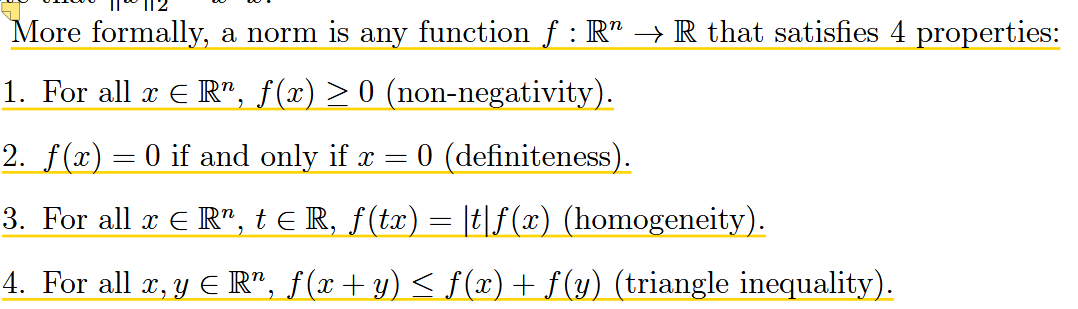 More formally, a norm is any function f : ℝⁿ → ℝ that satisfies 4 properties:
1. For all x ∈ ℝⁿ, f(x) ≥ 0 (non-negativity).
2. f(x) = 0 if and only if x = 0 (definiteness).
3. For all x ∈ ℝⁿ, t ∈ ℝ, f(tx) = |t|f(x) (homogeneity).
4. For all x, y ∈ ℝⁿ, f(x + y) ≤ f(x) + f(y) (triangle inequality).